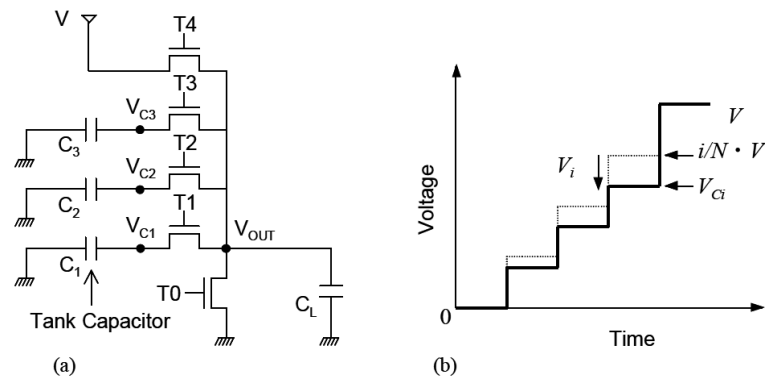 V
T4
T3
V_C3
C_3
T2
V_C2
C_2
T1
V_C1
V_OUT
C_1
T0
C_L
Tank Capacitor
(a)
Voltage
V
i/N · V
V_i
V_Ci
0
Time
(b)